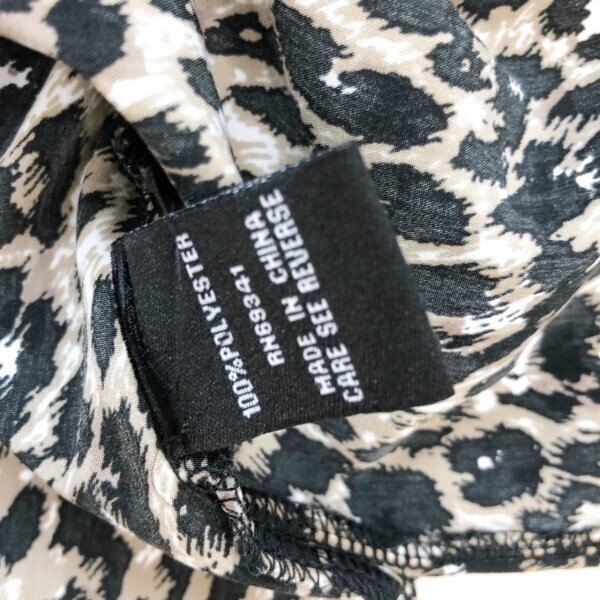 100%POLYESTER
RN69341
MADE IN CHINA
CARE SEE REVERSE